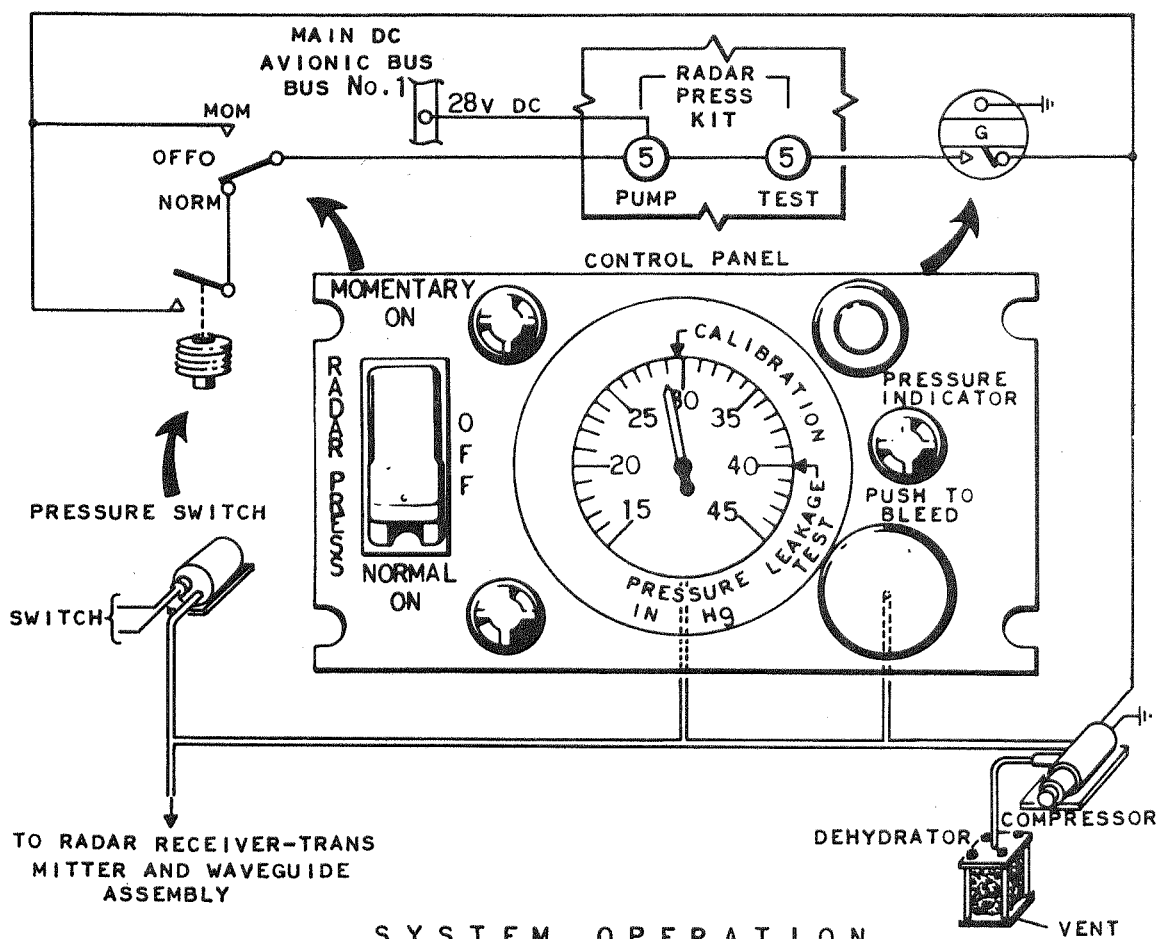 MAIN DC
AVIONIC BUS
BUS No.1
28V DC
RADAR
PRESS
KIT
MOM
OFF
NORM
5
5
PUMP
TEST
G
CONTROL PANEL
MOMENTARY
ON
RADAR PRESS
OFF
NORMAL
ON
CALIBRATION
15
20
25
30
35
40
45
LEAKAGE
TEST
PRESSURE
IN Hg
PRESSURE
INDICATOR
PUSH TO
BLEED
PRESSURE SWITCH
SWITCH
TO RADAR RECEIVER-TRANS
MITTER AND WAVEGUIDE
ASSEMBLY
COMPRESSOR
DEHYDRATOR
VENT
SYSTEM OPERATION